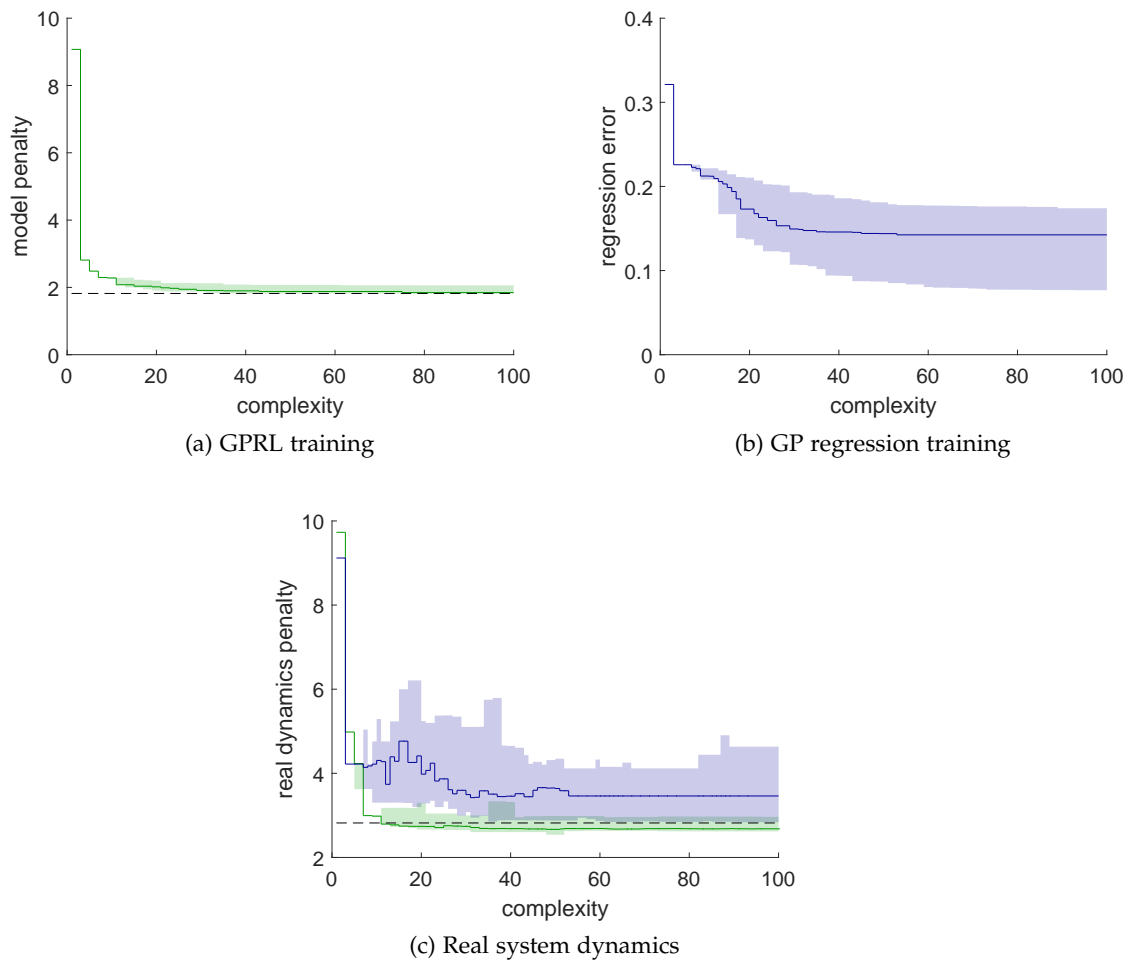 10
8
6
4
2
0
model penalty
0 20 40 60 80 100
complexity
(a) GPRL training
0.4
0.3
0.2
0.1
0
regression error
0 20 40 60 80 100
complexity
(b) GP regression training
10
8
6
4
2
real dynamics penalty
0 20 40 60 80 100
complexity
(c) Real system dynamics